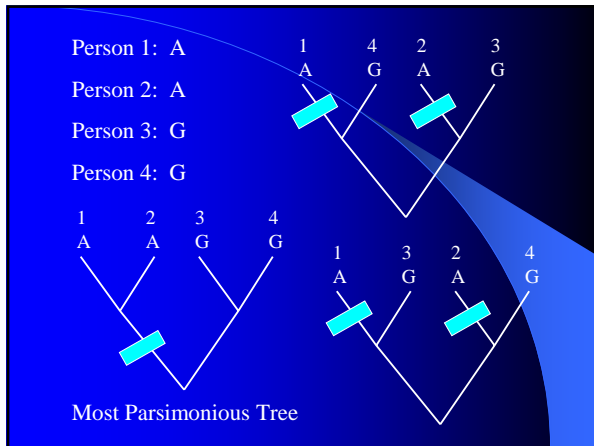 Person 1: A
Person 2: A
Person 3: G
Person 4: G
1 4 2 3
A G A G
1 2 3 4
A A G G
1 3 2 4
A G A G
Most Parsimonious Tree